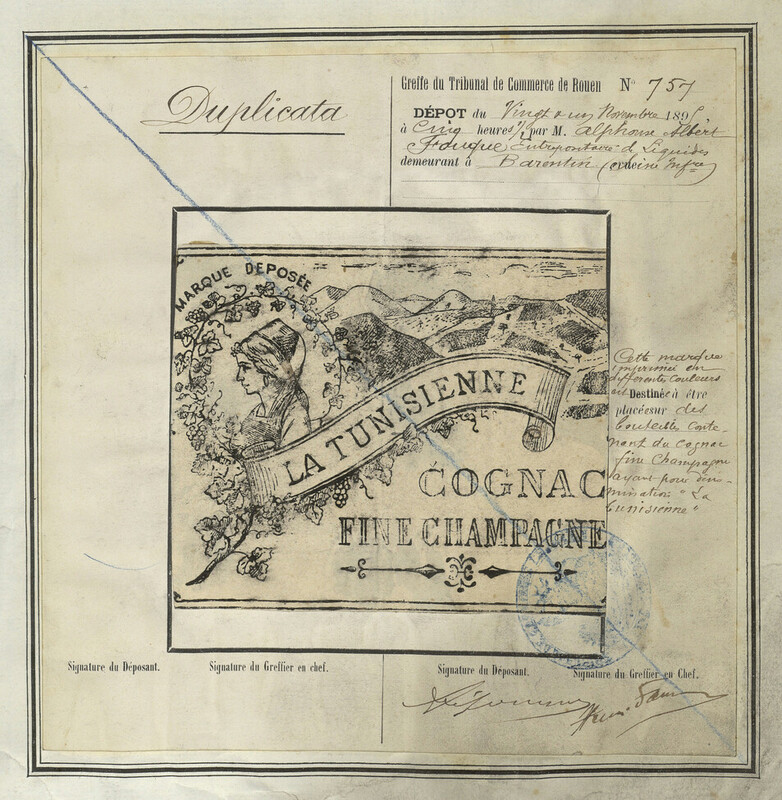 Duplicata
Greffe du Tribunal de Commerce de Rouen N° 757
DÉPOT du Vingt un Novembre 189
à Cinq heures ½ par M. Alphonse Albert
Fouque Entrepositaire de Liquides
demeurant à Barentin (Seine Infre)
MARQUE DEPOSÉE
LA TUNISIENNE
COGNAC
FINE CHAMPAGNE
Cette marque
imprimée en
différentes couleurs
est Destinée à être
placée sur des
bouteilles conte-
nant du Cognac
fine Champagne
ayant pour déno-
mination "La
Tunisienne"
Signature du Déposant.
Signature du Greffier en chef.
Signature du Déposant.
Signature du Greffier en Chef.